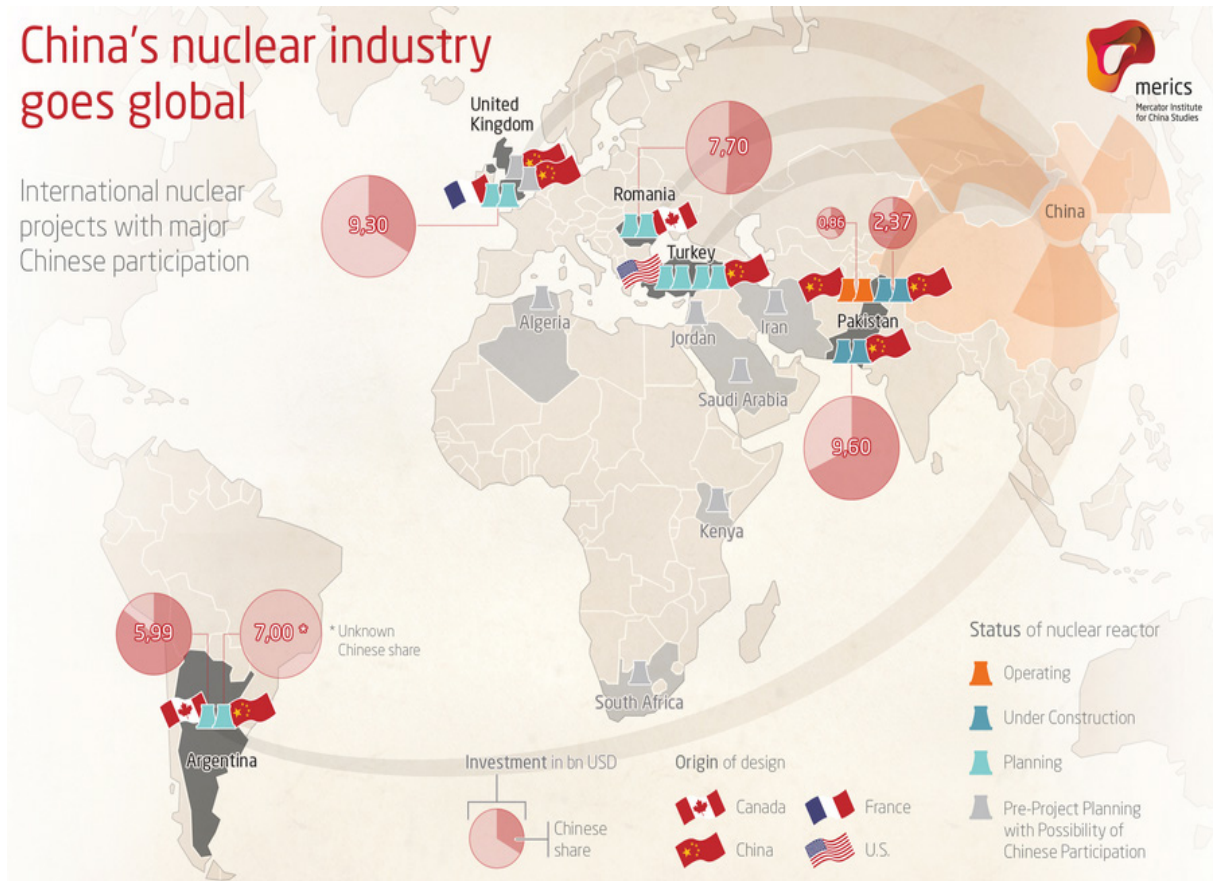 China's nuclear industry
goes global
International nuclear
projects with major
Chinese participation
merics
Mercator Institute
for China Studies
United
Kingdom
9,30
7,70
Romania
Turkey
0,86
2,37
China
Algeria
Jordan
Iran
Pakistan
Saudi Arabia
9,60
Kenya
South Africa
5,99
7,00 *
* Unknown
Chinese share
Argentina
Investment in bn USD
Chinese
share
Origin of design
Canada
France
China
U.S.
Status of nuclear reactor
Operating
Under Construction
Planning
Pre-Project Planning
with Possibility of
Chinese Participation